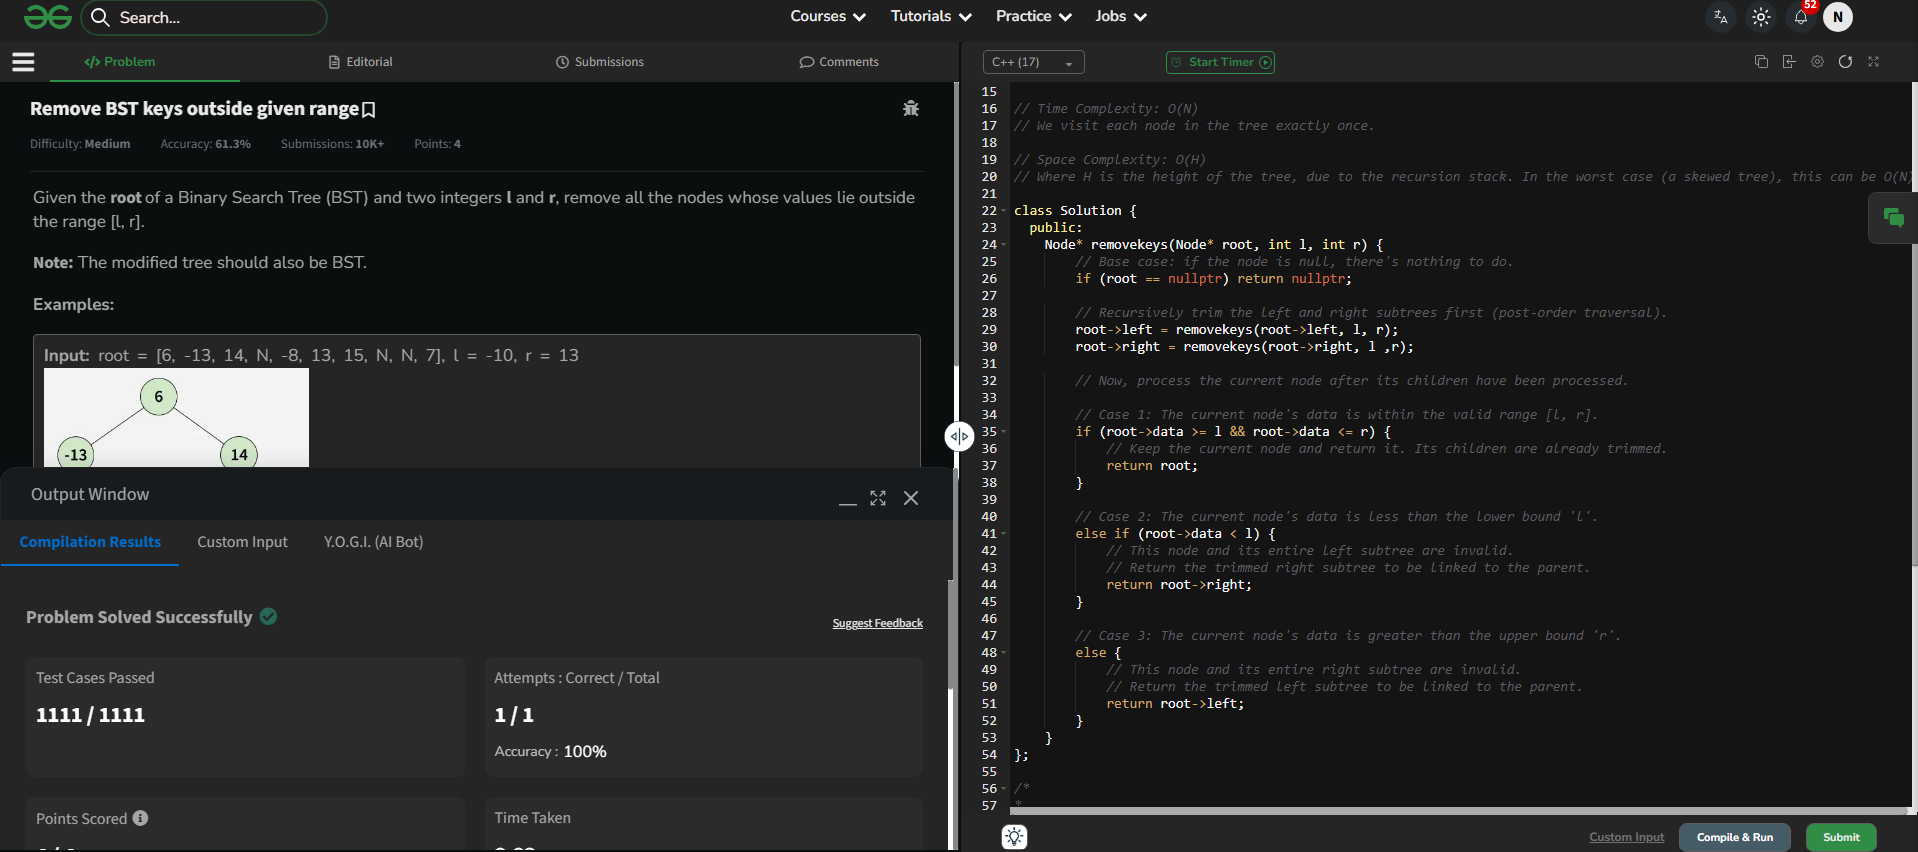 Search...
Courses
Tutorials
Practice
Jobs
52
N
Problem
Editorial
Submissions
Comments
C++ (17)
Start Timer
Remove BST keys outside given range
Difficulty: Medium
Accuracy: 61.3%
Submissions: 10K+
Points: 4
Given the root of a Binary Search Tree (BST) and two integers l and r, remove all the nodes whose values lie outside
the range [l, r].
Note: The modified tree should also be BST.
Examples:
Input: root = [6, -13, 14, N, -8, 13, 15, N, N, 7], l = -10, r = 13
6
-13
14
Output Window
Compilation Results
Custom Input
Y.O.G.I. (AI Bot)
Problem Solved Successfully
Suggest Feedback
Test Cases Passed
1111 / 1111
Attempts : Correct / Total
1 / 1
Accuracy : 100%
Points Scored
Time Taken
15
16 // Time Complexity: O(N)
17 // We visit each node in the tree exactly once.
18
19 // Space Complexity: O(H)
20 // Where H is the height of the tree, due to the recursion stack. In the worst case (a skewed tree), this can be O(N)
21
22 class Solution {
23 public:
24 Node* removekeys(Node* root, int l, int r) {
25 // Base case: if the node is null, there's nothing to do.
26 if (root == nullptr) return nullptr;
27
28 // Recursively trim the left and right subtrees first (post-order traversal).
29 root->left = removekeys(root->left, l, r);
30 root->right = removekeys(root->right, l ,r);
31
32 // Now, process the current node after its children have been processed.
33
34 // Case 1: The current node's data is within the valid range [l, r].
35 if (root->data >= l && root->data <= r) {
36 // Keep the current node and return it. Its children are already trimmed.
37 return root;
38 }
39
40 // Case 2: The current node's data is less than the lower bound 'l'.
41 else if (root->data < l) {
42 // This node and its entire left subtree are invalid.
43 // Return the trimmed right subtree to be linked to the parent.
44 return root->right;
45 }
46
47 // Case 3: The current node's data is greater than the upper bound 'r'.
48 else {
49 // This node and its entire right subtree are invalid.
50 // Return the trimmed left subtree to be linked to the parent.
51 return root->left;
52 }
53 }
54 };
55
56 /*
57 *
Custom Input
Compile & Run
Submit